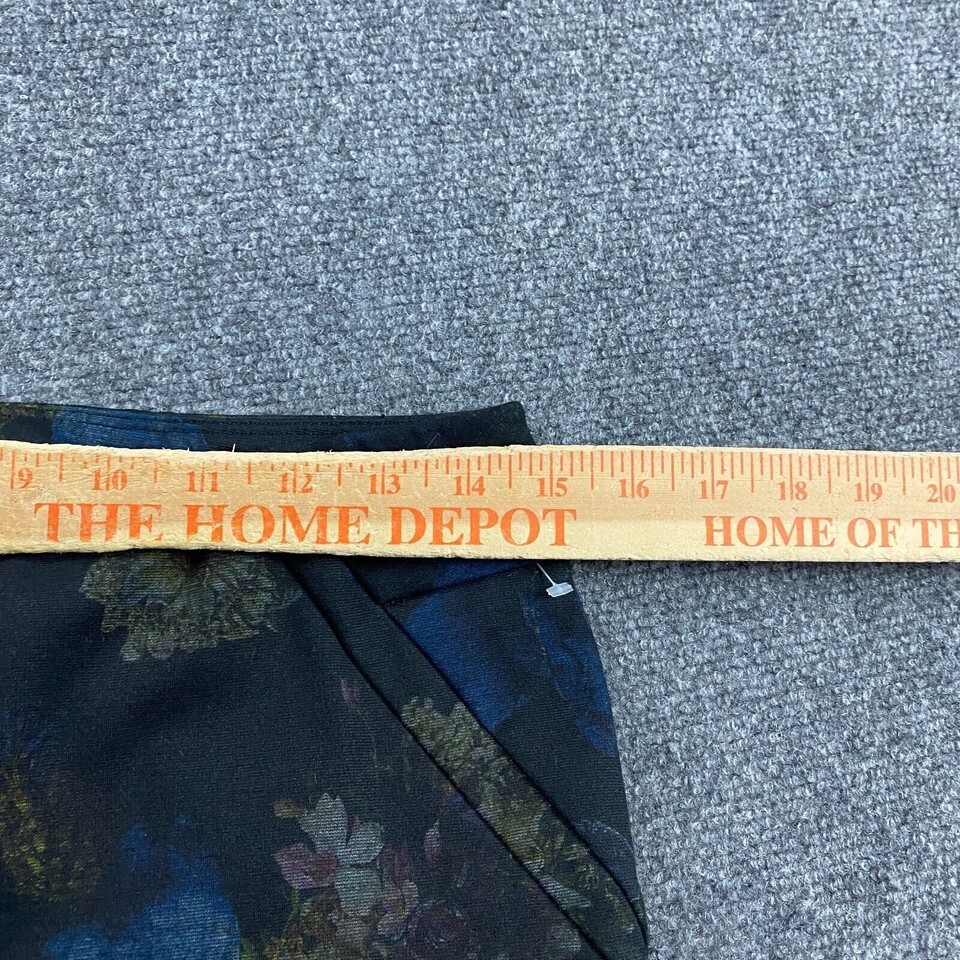 9 10 11 12 13 14 15 16 17 18 19 20
THE HOME DEPOT HOME OF TH